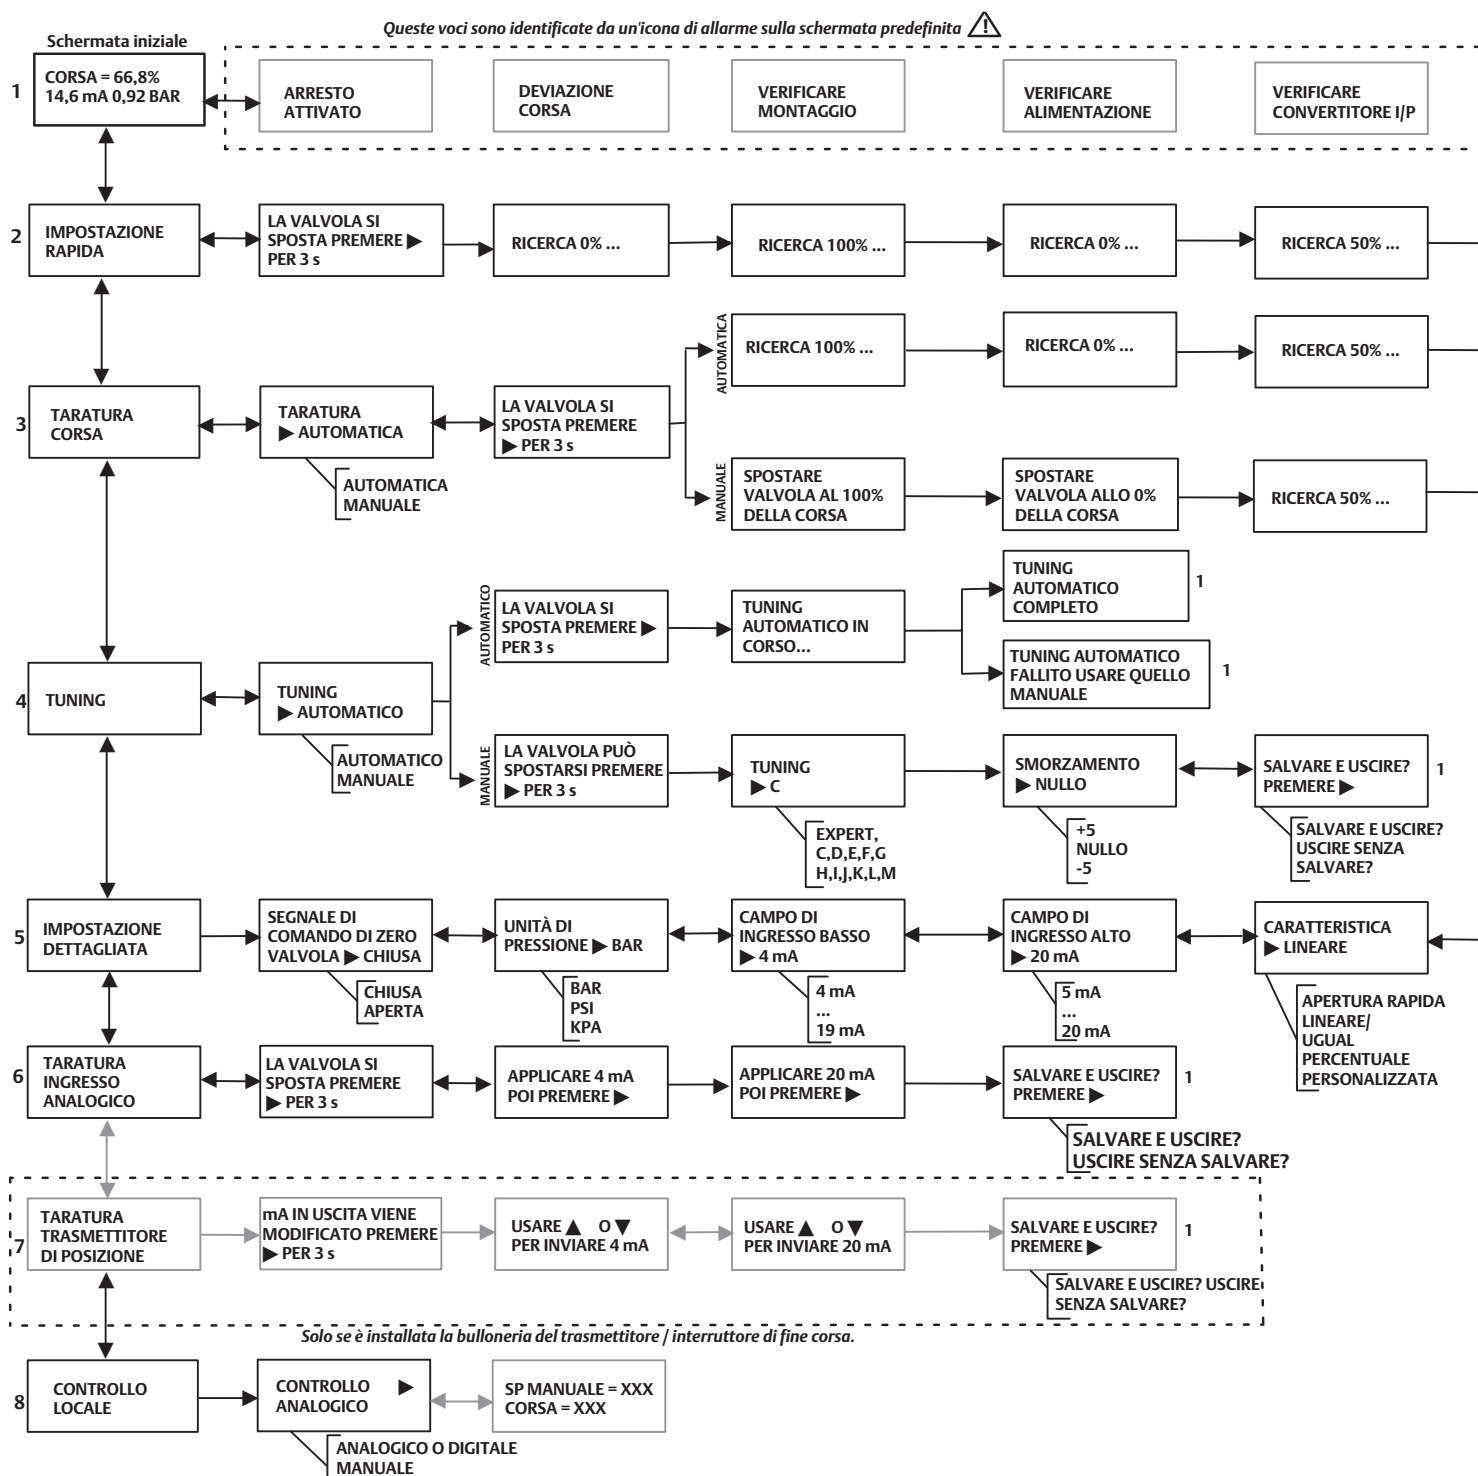 Queste voci sono identificate da un'icona di allarme sulla schermata predefinita
Schermata iniziale
1
CORSA = 66,8%
14,6 mA 0,92 BAR
ARRESTO
ATTIVATO
DEVIAZIONE
CORSA
VERIFICARE
MONTAGGIO
VERIFICARE
ALIMENTAZIONE
VERIFICARE
CONVERTITORE I/P
2
IMPOSTAZIONE
RAPIDA
LA VALVOLA SI
SPOSTA PREMERE ▶
PER 3 s
RICERCA 0% ...
RICERCA 100% ...
RICERCA 0% ...
RICERCA 50% ...
3
TARATURA
CORSA
TARATURA
▶ AUTOMATICA
AUTOMATICA
MANUALE
LA VALVOLA SI
SPOSTA PREMERE
▶ PER 3 s
AUTOMATICA
RICERCA 100% ...
RICERCA 0% ...
RICERCA 50% ...
MANUALE
SPOSTARE
VALVOLA AL 100%
DELLA CORSA
SPOSTARE
VALVOLA ALLO 0%
DELLA CORSA
RICERCA 50% ...
4
TUNING
TUNING
▶ AUTOMATICO
AUTOMATICO
MANUALE
AUTOMATICO
LA VALVOLA SI
SPOSTA PREMERE ▶
PER 3 s
TUNING
AUTOMATICO IN
CORSO...
TUNING
AUTOMATICO
COMPLETO
1
TUNING AUTOMATICO
FALLITO USARE QUELLO
MANUALE
1
MANUALE
LA VALVOLA PUÒ
SPOSTARSI PREMERE
▶ PER 3 s
TUNING
▶ C
EXPERT,
C,D,E,F,G
H,I,J,K,L,M
SMORZAMENTO
▶ NULLO
+5
NULLO
-5
SALVARE E USCIRE?
PREMERE ▶
1
SALVARE E USCIRE?
USCIRE SENZA
SALVARE?
5
IMPOSTAZIONE
DETTAGLIATA
SEGNALE DI
COMANDO DI ZERO
VALVOLA ▶ CHIUSA
CHIUSA
APERTA
UNITÀ DI
PRESSIONE ▶ BAR
BAR
PSI
KPA
CAMPO DI
INGRESSO BASSO
▶ 4 mA
4 mA
...
19 mA
CAMPO DI
INGRESSO ALTO
▶ 20 mA
5 mA
...
20 mA
CARATTERISTICA
▶ LINEARE
APERTURA RAPIDA
LINEARE/
UGUAL
PERCENTUALE
PERSONALIZZATA
6
TARATURA
INGRESSO
ANALOGICO
LA VALVOLA SI
SPOSTA PREMERE
▶ PER 3 s
APPLICARE 4 mA
POI PREMERE ▶
APPLICARE 20 mA
POI PREMERE ▶
SALVARE E USCIRE?
PREMERE ▶
1
SALVARE E USCIRE?
USCIRE SENZA SALVARE?
7
TARATURA
TRASMETTITORE
DI POSIZIONE
mA IN USCITA VIENE
MODIFICATO PREMERE
▶ PER 3 s
USARE ▲ O ▼
PER INVIARE 4 mA
USARE ▲ O ▼
PER INVIARE 20 mA
SALVARE E USCIRE?
PREMERE ▶
1
SALVARE E USCIRE? USCIRE
SENZA SALVARE?
Solo se è installata la bulloneria del trasmettitore / interruttore di fine corsa.
8
CONTROLLO
LOCALE
CONTROLLO ▶
ANALOGICO
ANALOGICO O DIGITALE
MANUALE
SP MANUALE = XXX
CORSA = XXX